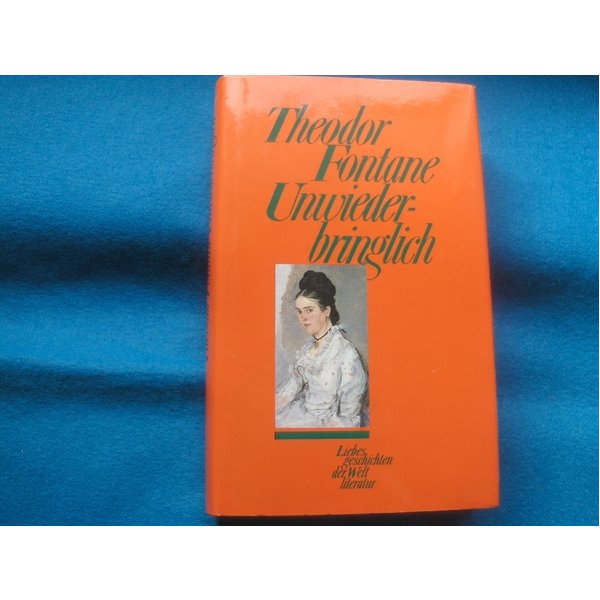 Theodor
Fontane
Unwieder-
bringlich
Liebes
geschichten
der Welt
literatur